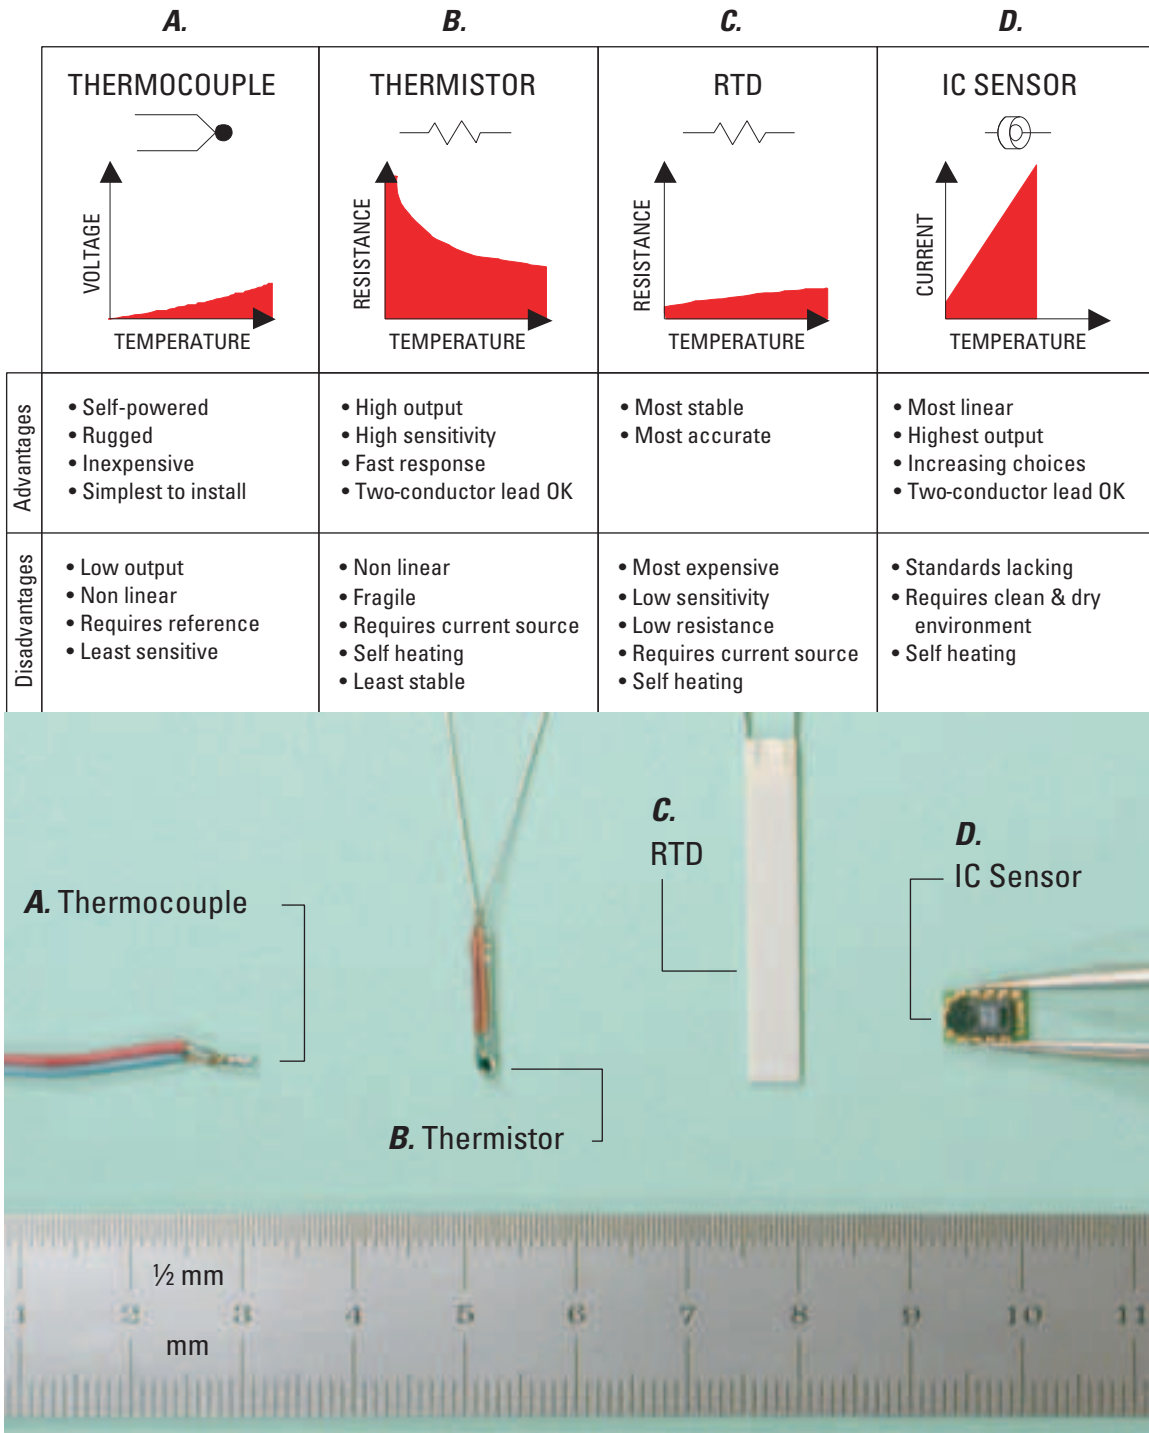 A.
B.
C.
D.
THERMOCOUPLE
VOLTAGE
TEMPERATURE
THERMISTOR
RESISTANCE
TEMPERATURE
RTD
RESISTANCE
TEMPERATURE
IC SENSOR
CURRENT
TEMPERATURE
Advantages
• Self-powered
• Rugged
• Inexpensive
• Simplest to install
• High output
• High sensitivity
• Fast response
• Two-conductor lead OK
• Most stable
• Most accurate
• Most linear
• Highest output
• Increasing choices
• Two-conductor lead OK
Disadvantages
• Low output
• Non linear
• Requires reference
• Least sensitive
• Non linear
• Fragile
• Requires current source
• Self heating
• Least stable
• Most expensive
• Low sensitivity
• Low resistance
• Requires current source
• Self heating
• Standards lacking
• Requires clean & dry
environment
• Self heating
A. Thermocouple
B. Thermistor
C.
RTD
D.
IC Sensor
½ mm
1 2 3 4 5 6 7 8 9 10 11
mm